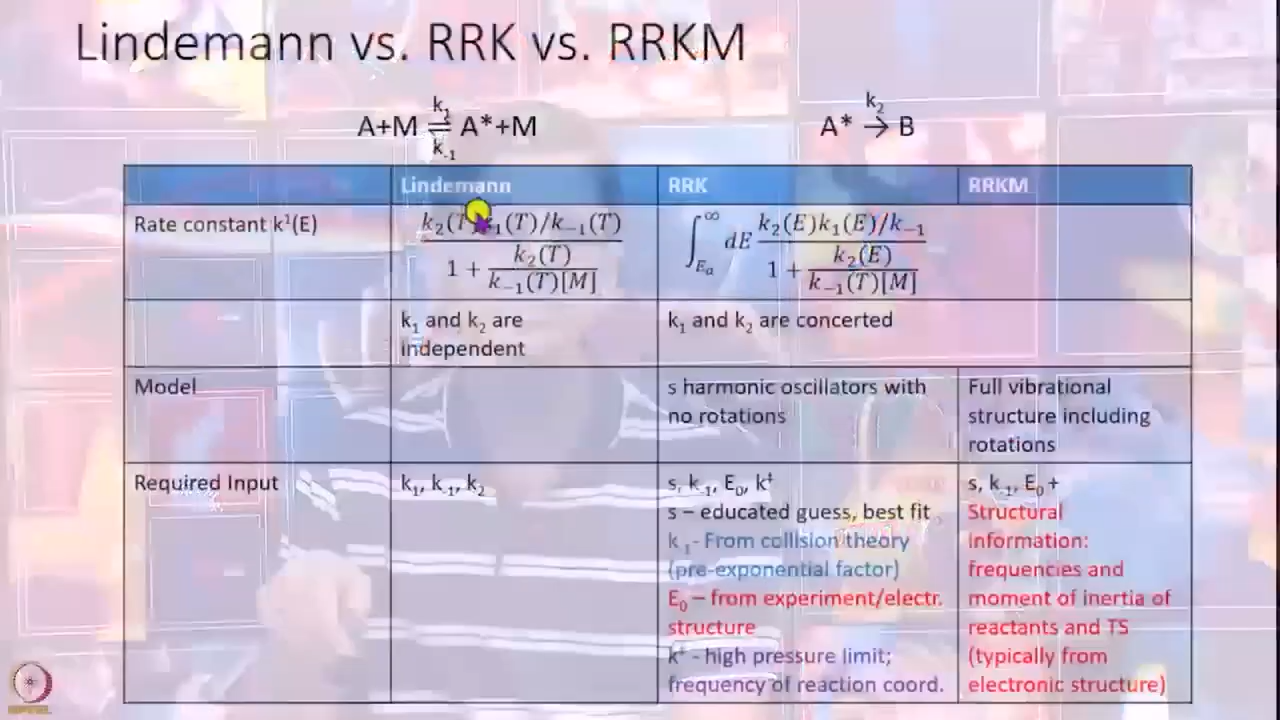 Lindemann vs. RRK vs. RRKM
k₁
A+M ⇌ A*+M
k₋₁
k₂
A* → B
Lindemann RRK RRKM
Rate constant k¹(E)
k₂(T)k₁(T)/k₋₁(T)
1 + k₂(T)
k₋₁(T)[M]
∫_{Eₐ}^∞ dE k₂(E)k₁(E)/k₋₁
1 + k₂(E)
k₋₁(T)[M]
k₁ and k₂ are
independent
k₁ and k₂ are concerted
Model
s harmonic oscillators with
no rotations
Full vibrational
structure including
rotations
Required Input
k₁, k₋₁, k₂
s, k₋₁, E₀, k‡
s – educated guess, best fit
k₋₁- From collision theory
(pre-exponential factor)
E₀ – from experiment/electr.
structure
k‡ - high pressure limit;
frequency of reaction coord.
s, k₋₁, E₀ +
Structural
information:
frequencies and
moment of inertia of
reactants and TS
(typically from
electronic structure)